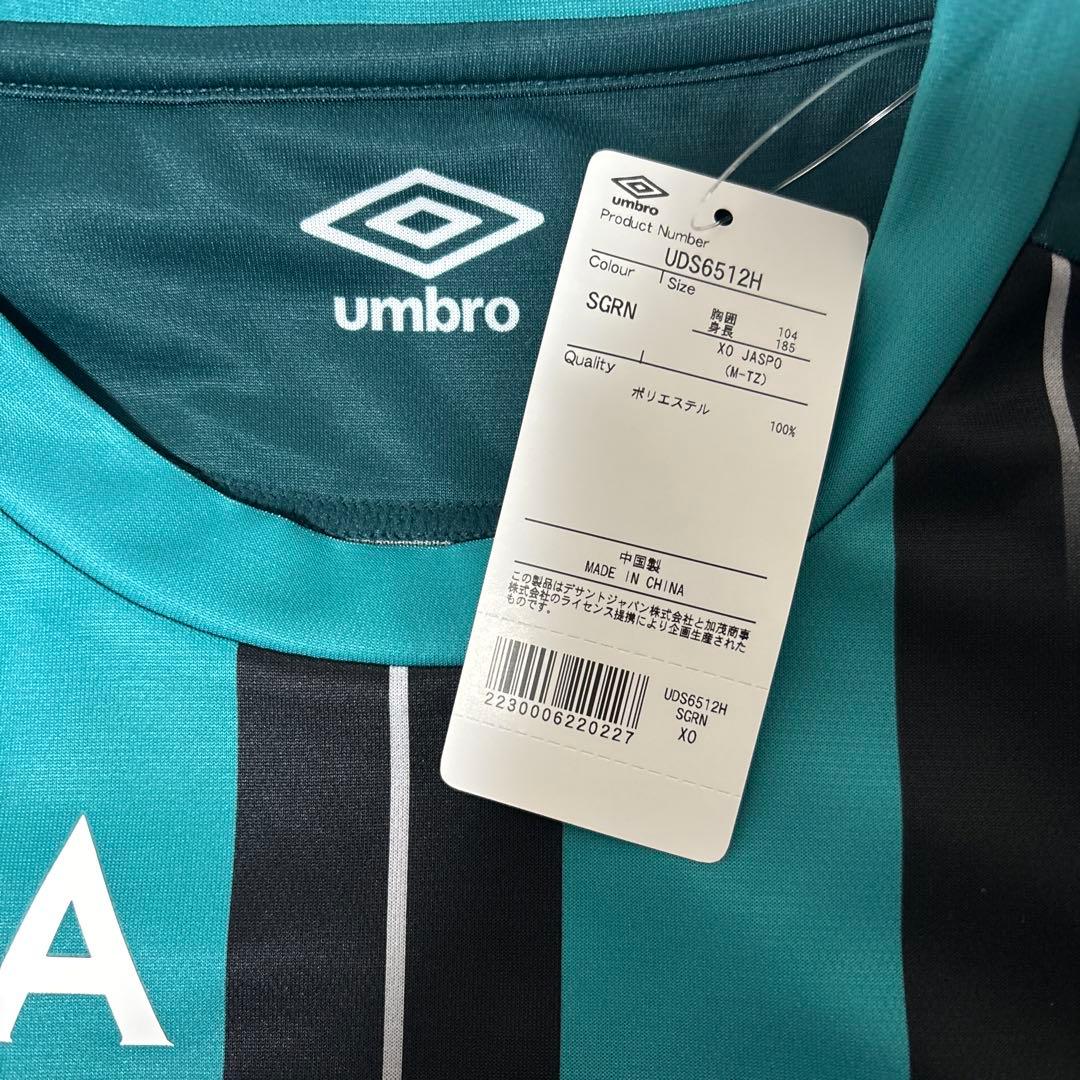 umbro
umbro
Product Number
UDS6512H
Colour Size
SGRN
胸囲 104
身長 185
XO JASPO
(M-TZ)
Quality
ポリエステル
100%
中国製
MADE IN CHINA
この製品はデサントジャパン株式会社と加茂商事
株式会社のライセンス提携により企画生産された
ものです。
2230006220227
UDS6512H
SGRN
XO
A